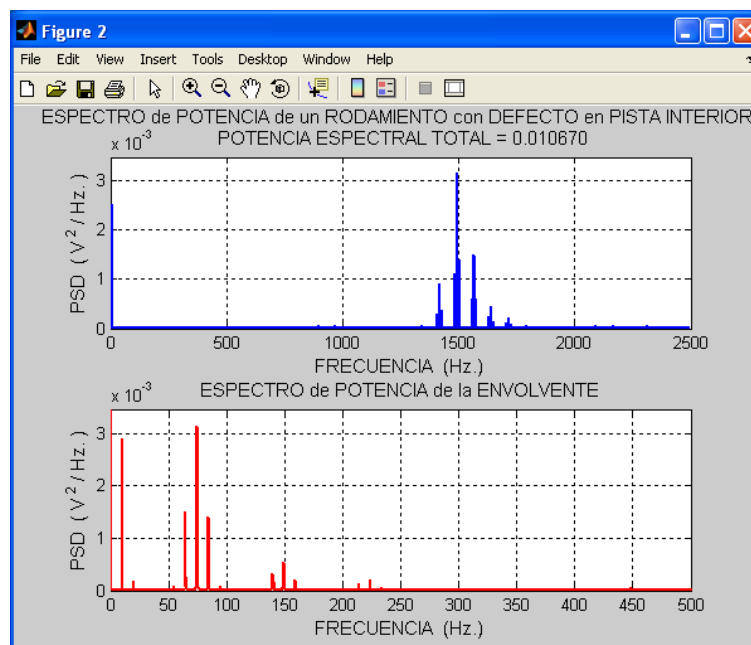 Figure 2
File Edit View Insert Tools Desktop Window Help
ESPECTRO de POTENCIA de un RODAMIENTO con DEFECTO en PISTA INTERIOR
POTENCIA ESPECTRAL TOTAL = 0.010670
x 10^-3
3
2
1
0
PSD ( V^2 / Hz. )
0 500 1000 1500 2000 2500
FRECUENCIA (Hz.)
ESPECTRO de POTENCIA de la ENVOLVENTE
x 10^-3
3
2
1
0
PSD ( V^2 / Hz. )
0 50 100 150 200 250 300 350 400 450 500
FRECUENCIA (Hz.)